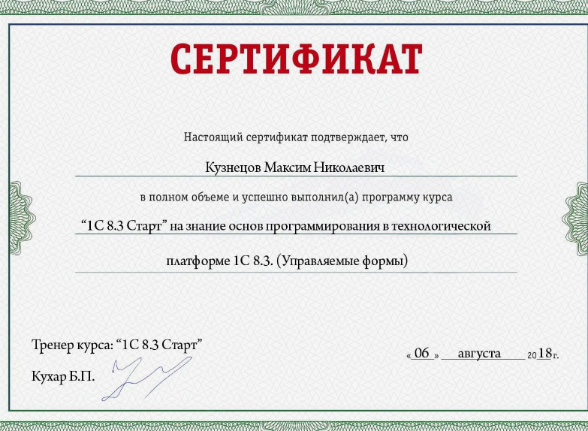 СЕРТИФИКАТ
Настоящий сертификат подтверждает, что
Кузнецов Максим Николаевич
в полном объеме и успешно выполнил(а) программу курса
“1С 8.3 Старт” на знание основ программирования в технологической
платформе 1С 8.3. (Управляемые формы)
Тренер курса: “1С 8.3 Старт”
« 06 » августа 2018г.
Кухар Б.П.